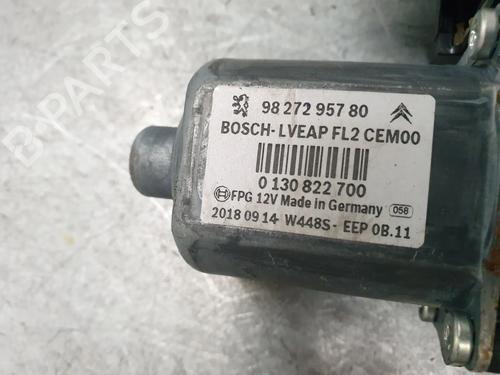 B-PARTS
98 272 957 80
BOSCH-LVEAP FL2 CEM00
0 130 822 700
FPG 12V Made in Germany 058
2018 09 14 - W448S - EEP 0B.11